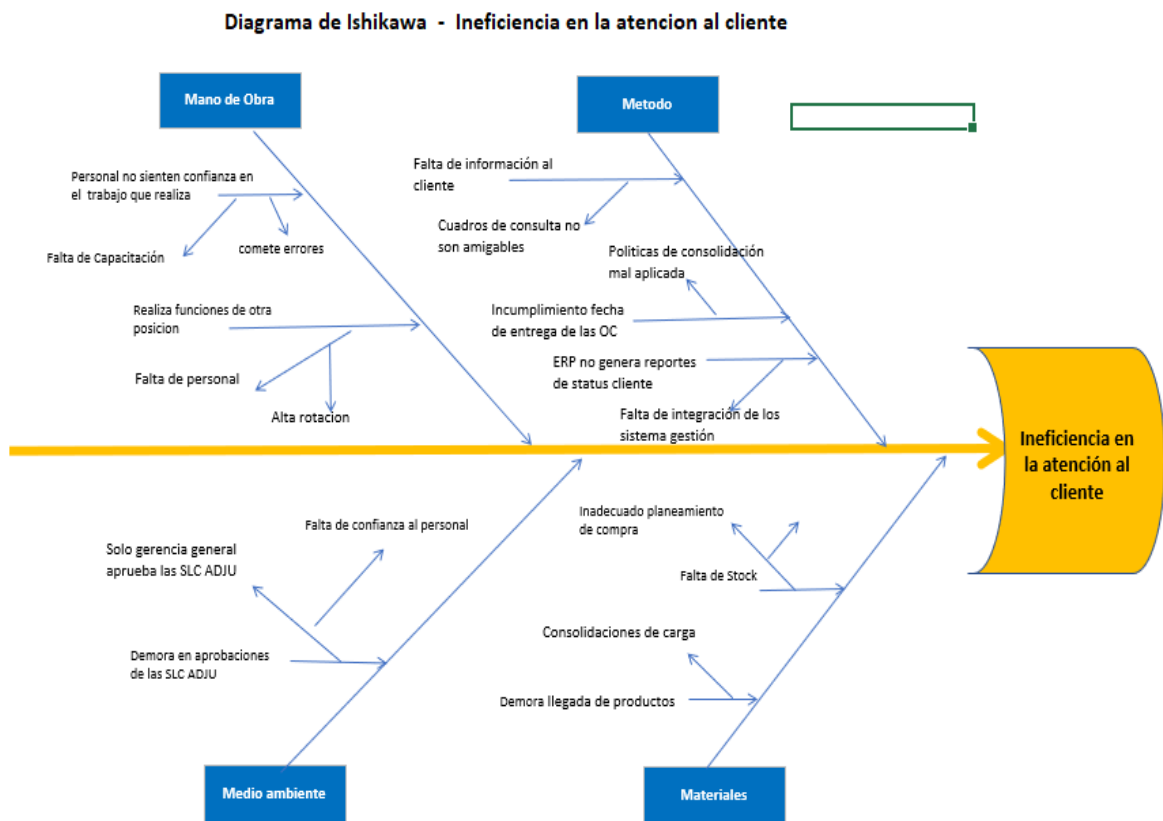 Diagrama de Ishikawa - Ineficiencia en la atencion al cliente
Mano de Obra
Metodo
Personal no sienten confianza en
el trabajo que realiza
Falta de Capacitación
comete errores
Realiza funciones de otra
posicion
Falta de personal
Alta rotacion
Falta de información al
cliente
Cuadros de consulta no
son amigables
Politicas de consolidación
mal aplicada
Incumplimiento fecha
de entrega de las OC
ERP no genera reportes
de status cliente
Falta de integración de los
sistema gestión
Ineficiencia en
la atención al
cliente
Falta de confianza al personal
Solo gerencia general
aprueba las SLC ADJU
Demora en aprobaciones
de las SLC ADJU
Inadecuado planeamiento
de compra
Falta de Stock
Consolidaciones de carga
Demora llegada de productos
Medio ambiente
Materiales